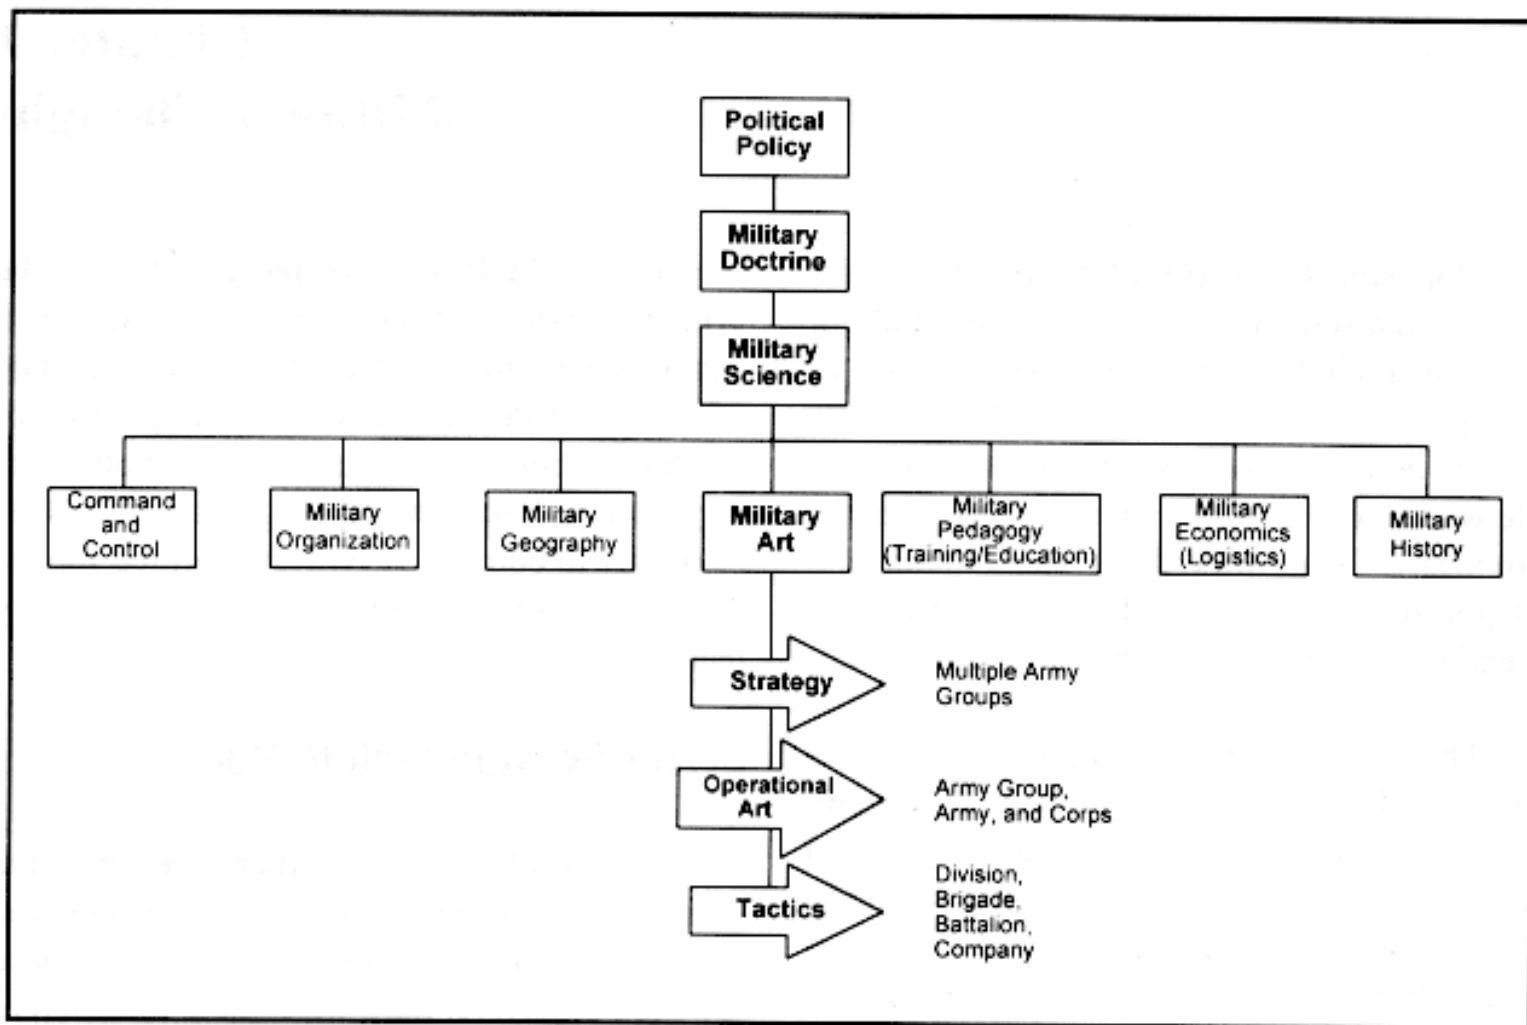 Political
Policy
Military
Doctrine
Military
Science
Command
and
Control
Military
Organization
Military
Geography
Military
Art
Military
Pedagogy
(Training/Education)
Military
Economics
(Logistics)
Military
History
Strategy
Multiple Army
Groups
Operational
Art
Army Group,
Army, and Corps
Tactics
Division,
Brigade,
Battalion,
Company